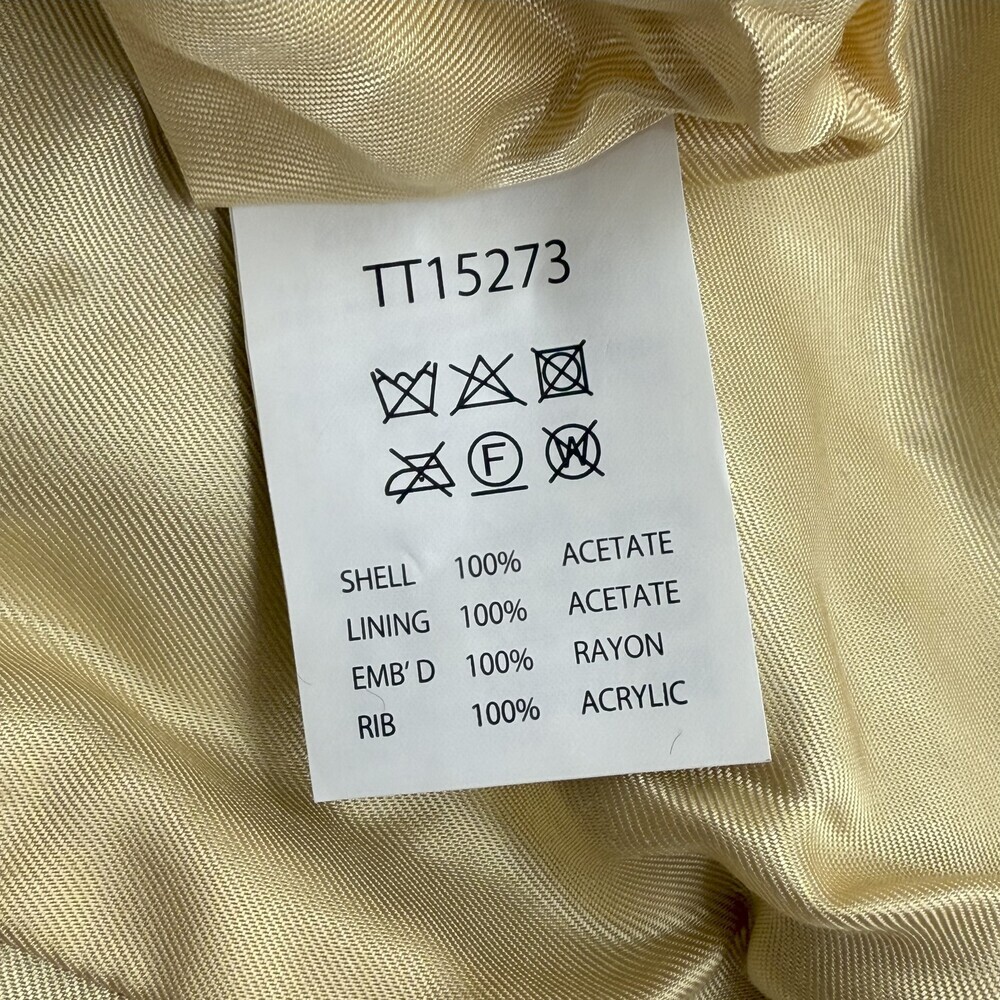 TT15273
F
W
SHELL 100% ACETATE
LINING 100% ACETATE
EMB'D 100% RAYON
RIB 100% ACRYLIC